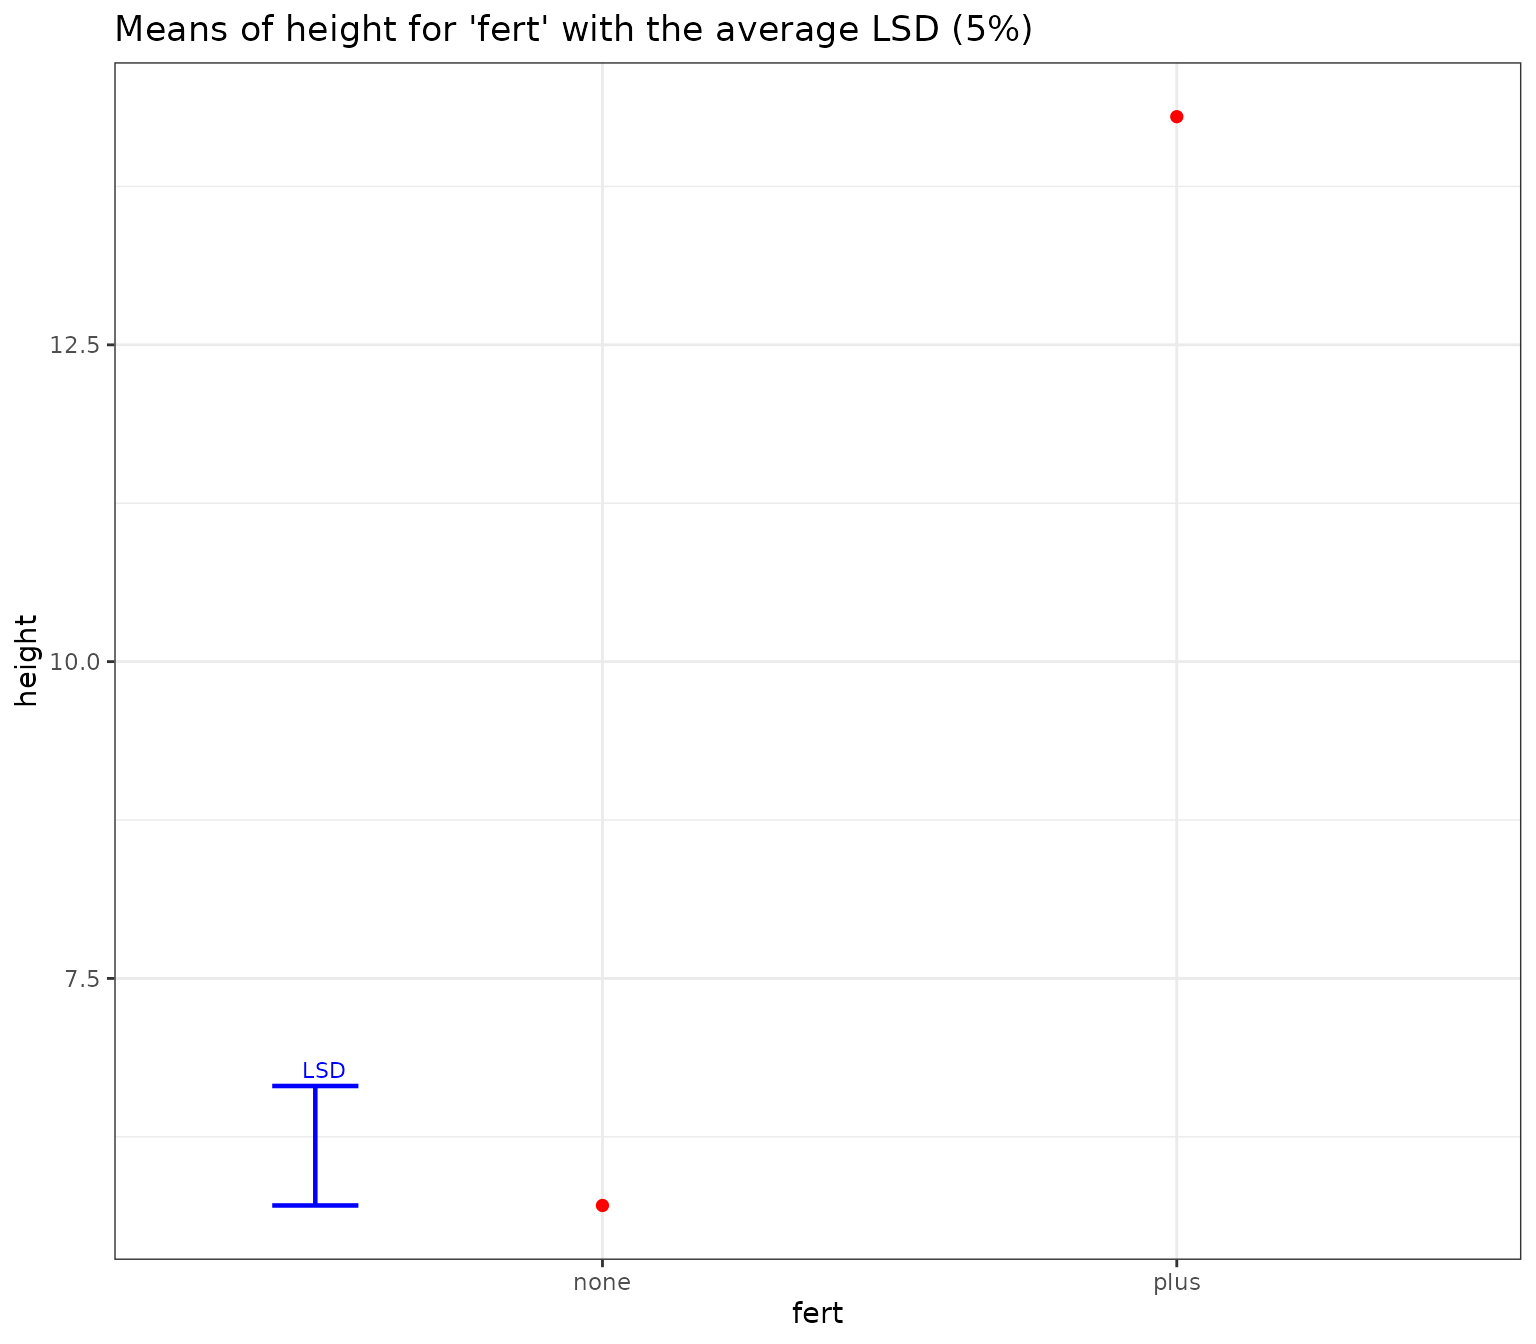 Means of height for 'fert' with the average LSD (5%)
12.5
10.0
7.5
height
LSD
none
plus
fert